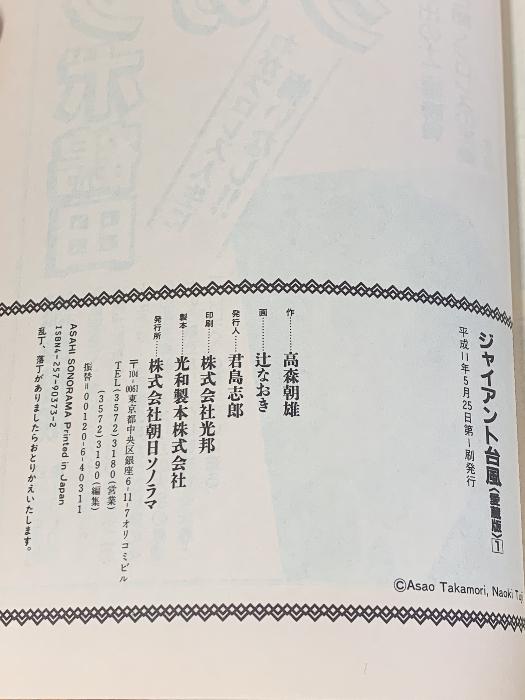 ジャイアント台風〈愛蔵版〉1
平成11年5月25日第1刷発行
作………高森朝雄
画………辻なおき
発行人……君島志郎
印刷……株式会社光邦
製本……光和製本株式会社
発行所……株式会社朝日ソノラマ
〒104-0061東京都中央区銀座6-11-7オリコミビル
TEL(3572)3180(営業)
(3572)3190(編集)
振替=00120-6-40311
ASAHI SONORAMA Printed in Japan
ISBN4-257-90373-2
乱丁、落丁がありましたらおとりかえいたします。
©Asao Takamori, Naoki Tuji